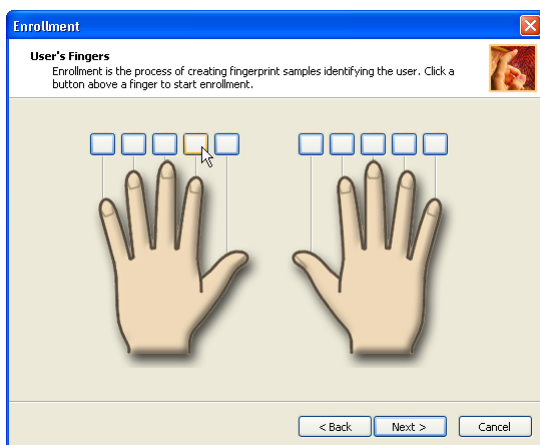 Enrollment
User's Fingers
Enrollment is the process of creating fingerprint samples identifying the user. Click a
button above a finger to start enrollment.
< Back Next > Cancel